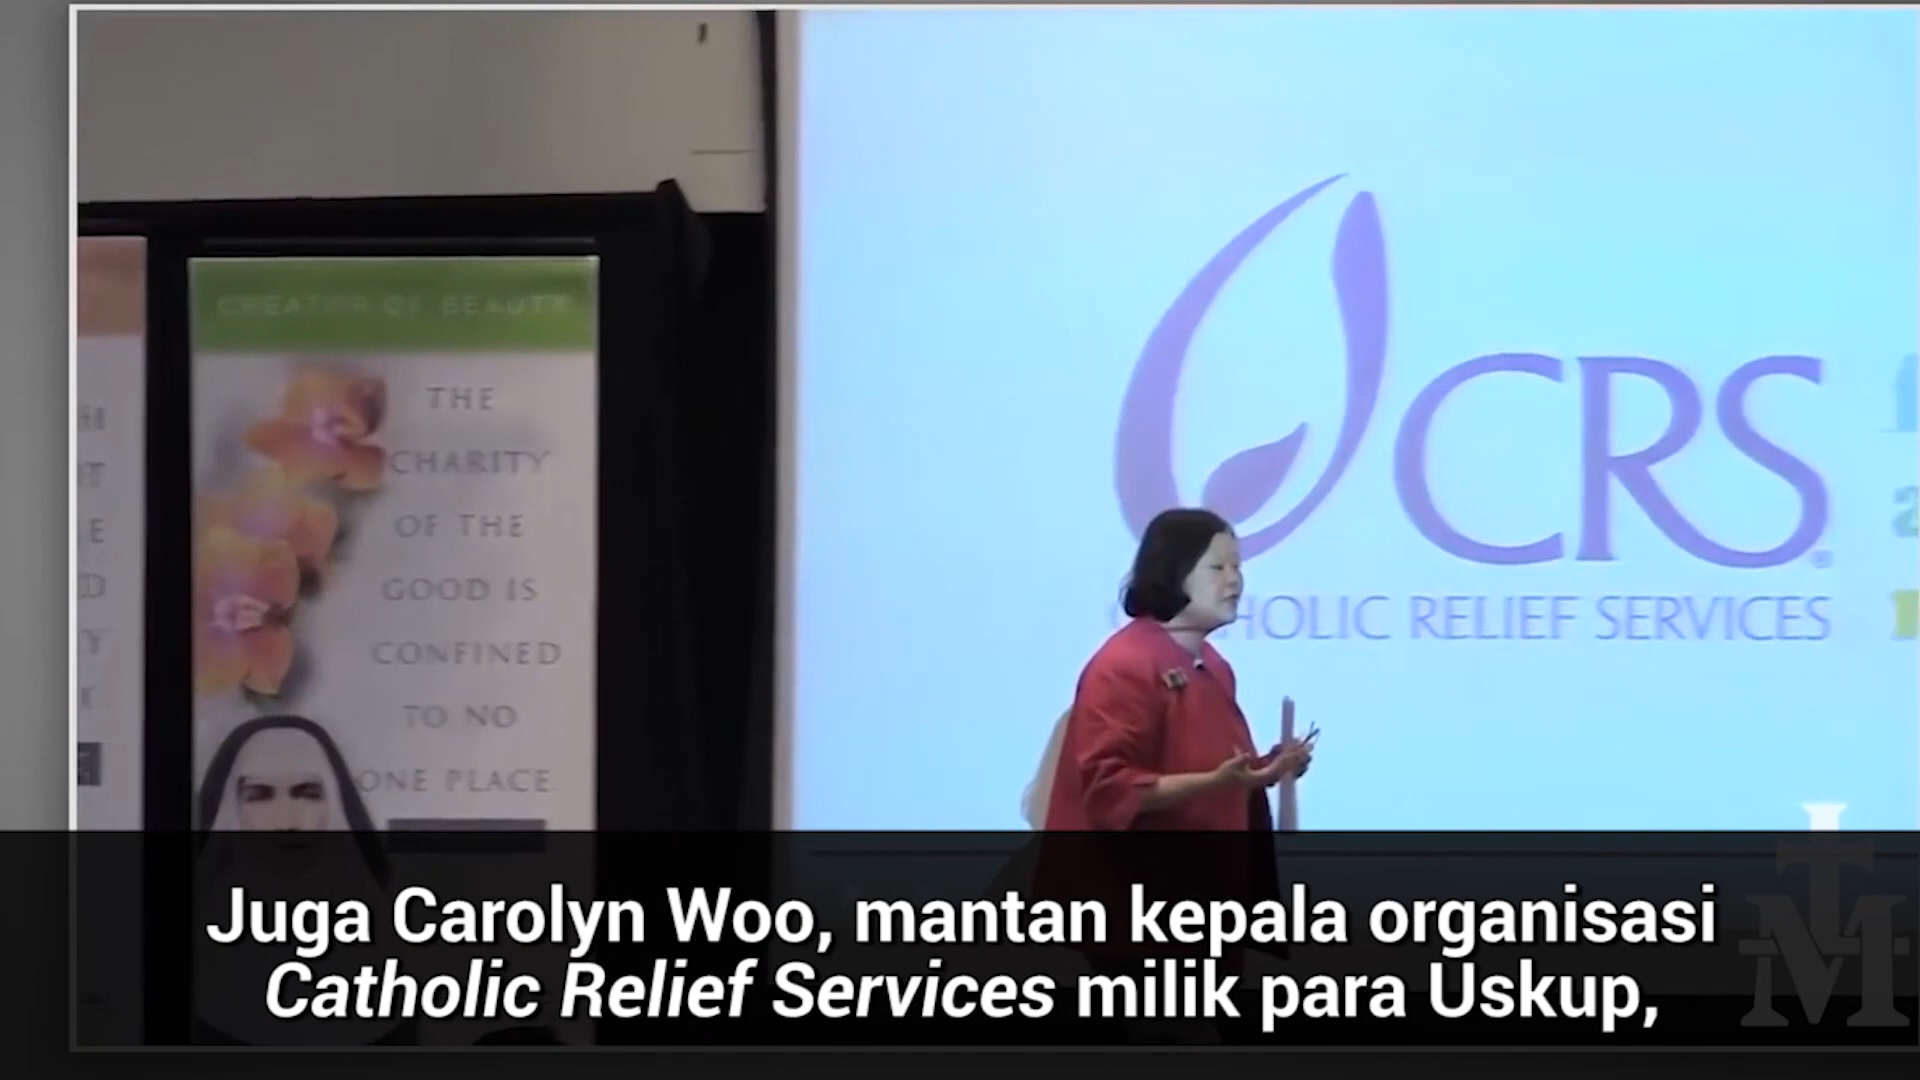 CREATOR OF BEAUTY
THE
CHARITY
OF THE
GOOD IS
CONFINED
TO NO
ONE PLACE.
CRS
HOLIC RELIEF SERVICES
Juga Carolyn Woo, mantan kepala organisasi
Catholic Relief Services milik para Uskup,